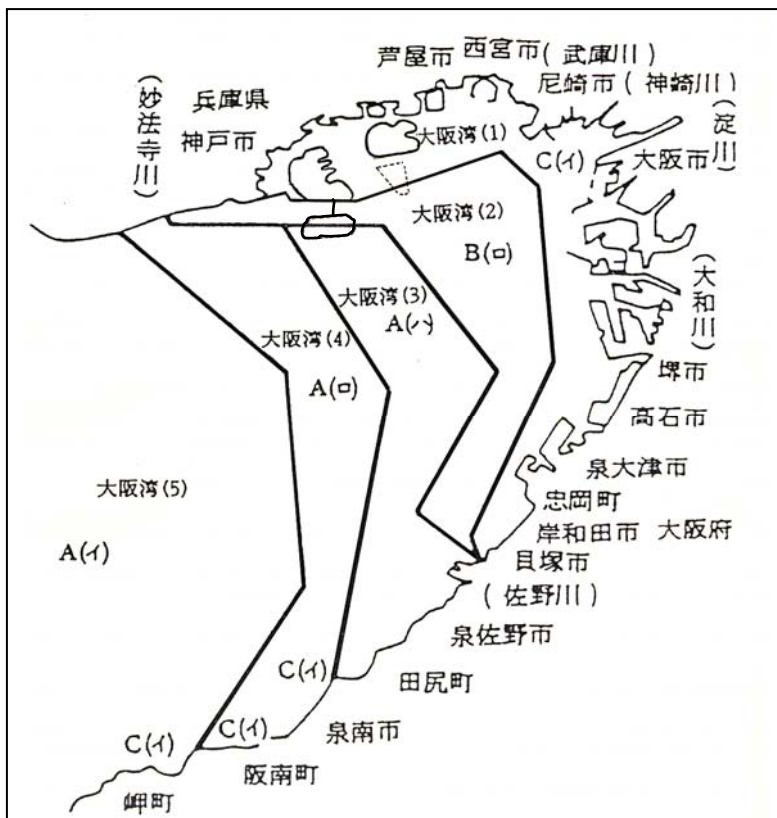 芦屋市
西宮市(武庫川)
尼崎市(神崎川)
(妙法寺川)
兵庫県
神戸市
大阪湾(1)
C(イ)
(淀川)
大阪市
大阪湾(2)
B(ロ)
(大和川)
大阪湾(3)
A(ハ)
大阪湾(4)
A(ロ)
堺市
高石市
大阪湾(5)
A(イ)
泉大津市
忠岡町
岸和田市 大阪府
貝塚市
(佐野川)
泉佐野市
田尻町
C(イ)
泉南市
C(イ)
阪南町
C(イ)
岬町